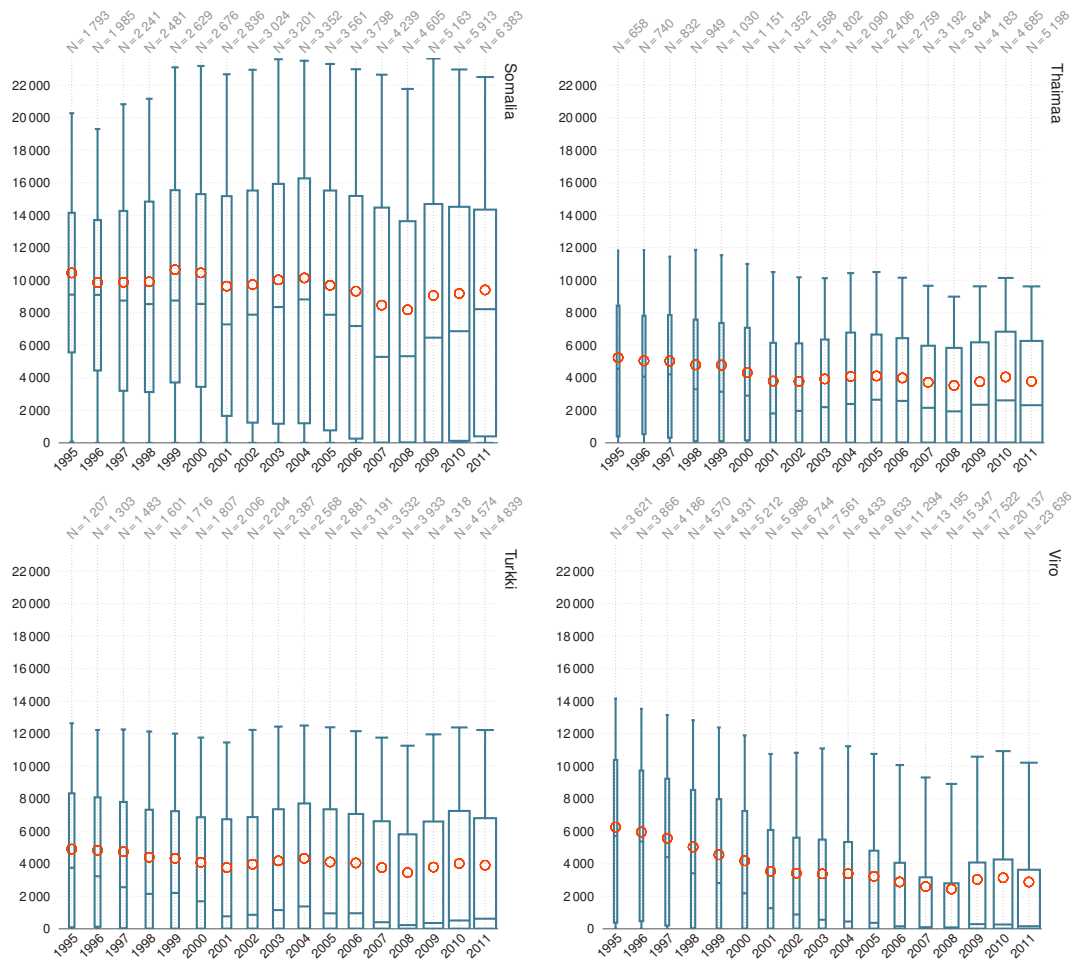 N = 1 793
N = 1 985
N = 2 241
N = 2 481
N = 2 629
N = 2 676
N = 2 836
N = 3 024
N = 3 201
N = 3 352
N = 3 561
N = 3 798
N = 4 239
N = 4 605
N = 5 163
N = 5 913
N = 6 383
Somalia
22 000
20 000
18 000
16 000
14 000
12 000
10 000
8 000
6 000
4 000
2 000
0
1995
1996
1997
1998
1999
2000
2001
2002
2003
2004
2005
2006
2007
2008
2009
2010
2011
N = 658
N = 740
N = 832
N = 949
N = 1 030
N = 1 151
N = 1 352
N = 1 568
N = 1 802
N = 2 090
N = 2 406
N = 2 759
N = 3 192
N = 3 644
N = 4 183
N = 4 685
N = 5 198
Thaimaa
22 000
20 000
18 000
16 000
14 000
12 000
10 000
8 000
6 000
4 000
2 000
0
1995
1996
1997
1998
1999
2000
2001
2002
2003
2004
2005
2006
2007
2008
2009
2010
2011
N = 1 207
N = 1 303
N = 1 483
N = 1 601
N = 1 716
N = 1 807
N = 2 006
N = 2 204
N = 2 387
N = 2 568
N = 2 881
N = 3 191
N = 3 532
N = 3 933
N = 4 318
N = 4 574
N = 4 839
Turkki
22 000
20 000
18 000
16 000
14 000
12 000
10 000
8 000
6 000
4 000
2 000
0
1995
1996
1997
1998
1999
2000
2001
2002
2003
2004
2005
2006
2007
2008
2009
2010
2011
N = 3 621
N = 3 866
N = 4 186
N = 4 570
N = 4 931
N = 5 212
N = 5 988
N = 6 744
N = 7 561
N = 8 433
N = 9 633
N = 11 294
N = 13 195
N = 15 347
N = 17 522
N = 20 137
N = 23 636
Viro
22 000
20 000
18 000
16 000
14 000
12 000
10 000
8 000
6 000
4 000
2 000
0
1995
1996
1997
1998
1999
2000
2001
2002
2003
2004
2005
2006
2007
2008
2009
2010
2011